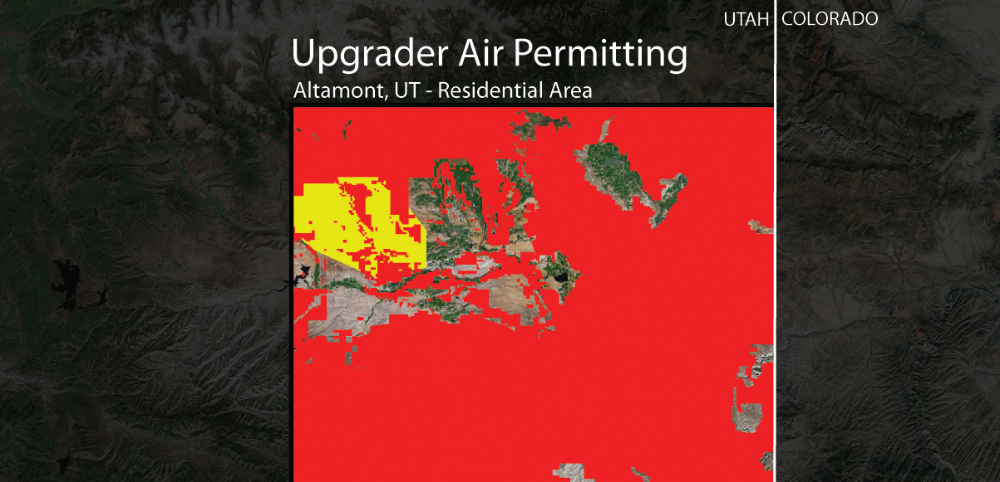 UTAH COLORADO
Upgrader Air Permitting
Altamont, UT - Residential Area